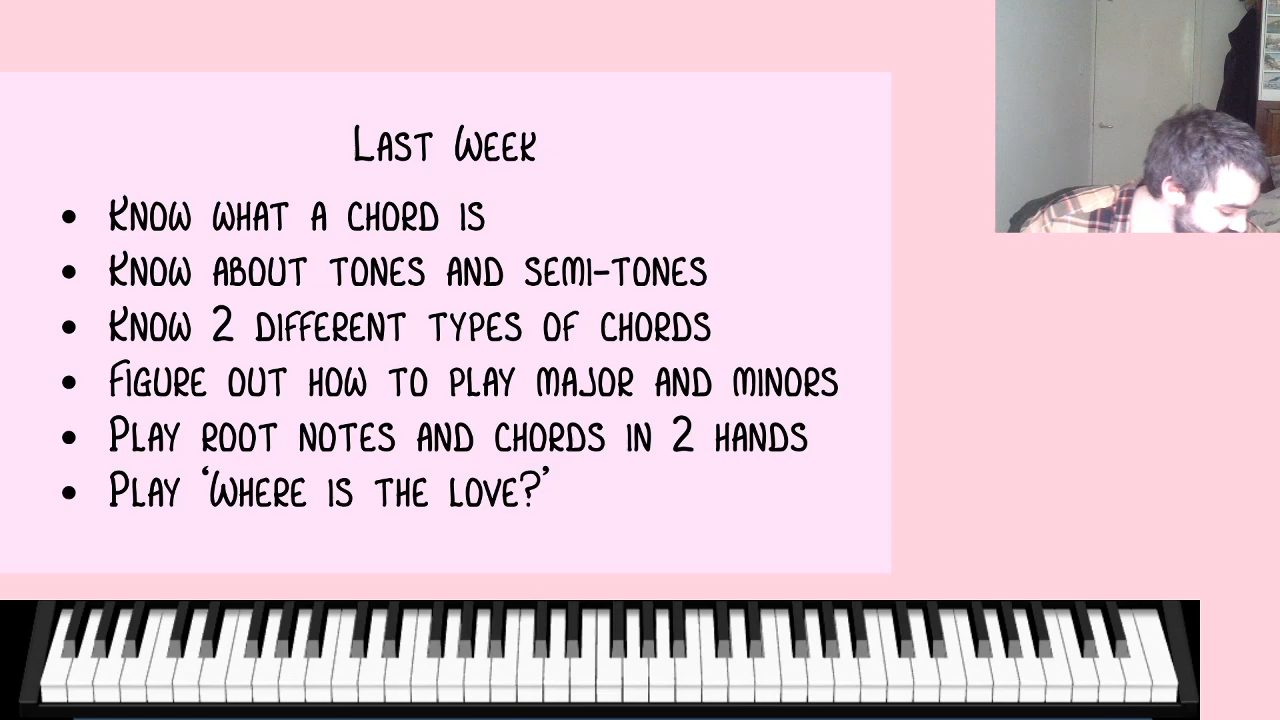 Last Week
Know what a chord is
Know about tones and semi-tones
Know 2 different types of chords
Figure out how to play major and minors
Play root notes and chords in 2 hands
Play ‘Where is the love?’